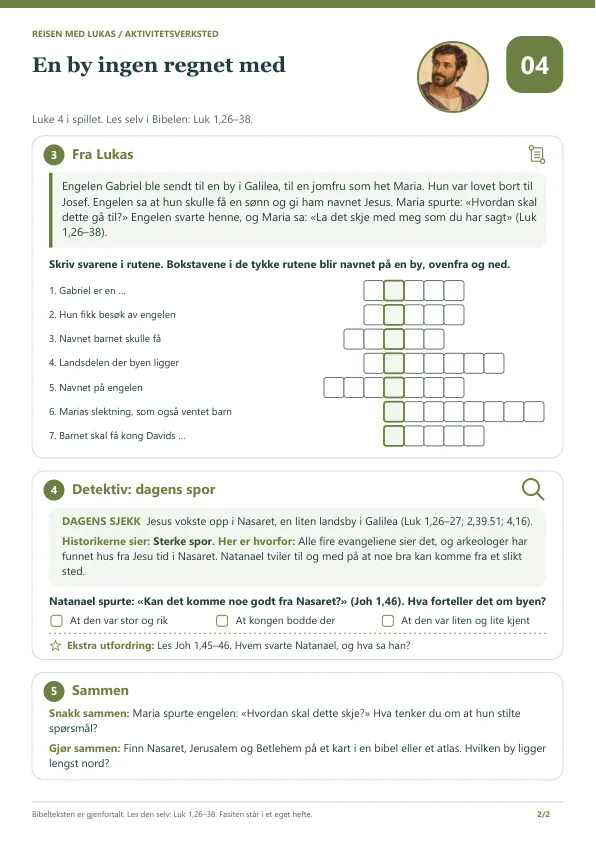 REISEN MED LUKAS / AKTIVITETSVERKSTED
En by ingen regnet med
04
Luke 4 i spillet. Les selv i Bibelen: Luk 1,26–38.
3 Fra Lukas
Engelen Gabriel ble sendt til en by i Galilea, til en jomfru som het Maria. Hun var lovet bort til
Josef. Engelen sa at hun skulle få en sønn og gi ham navnet Jesus. Maria spurte: «Hvordan skal
dette gå til?» Engelen svarte henne, og Maria sa: «La det skje med meg som du har sagt» (Luk
1,26–38).
Skriv svarene i rutene. Bokstavene i de tykke rutene blir navnet på en by, ovenfra og ned.
1. Gabriel er en ...
2. Hun fikk besøk av engelen
3. Navnet barnet skulle få
4. Landsdelen der byen ligger
5. Navnet på engelen
6. Marias slektning, som også ventet barn
7. Barnet skal få kong Davids ...
4 Detektiv: dagens spor
DAGENS SJEKK Jesus vokste opp i Nasaret, en liten landsby i Galilea (Luk 1,26–27; 2,39.51; 4,16).
Historikerne sier: Sterke spor. Her er hvorfor: Alle fire evangeliene sier det, og arkeologer har
funnet hus fra Jesu tid i Nasaret. Natanael tviler til og med på at noe bra kan komme fra et slikt
sted.
Natanael spurte: «Kan det komme noe godt fra Nasaret?» (Joh 1,46). Hva forteller det om byen?
At den var stor og rik
At kongen bodde der
At den var liten og lite kjent
Ekstra utfordring: Les Joh 1,45–46. Hvem svarte Natanael, og hva sa han?
5 Sammen
Snakk sammen: Maria spurte engelen: «Hvordan skal dette skje?» Hva tenker du om at hun stilte
spørsmål?
Gjør sammen: Finn Nasaret, Jerusalem og Betlehem på et kart i en bibel eller et atlas. Hvilken by ligger
lengst nord?
Bibelteksten er gjenfortalt. Les den selv: Luk 1,26–38. Fasiten står i et eget hefte.
2/2